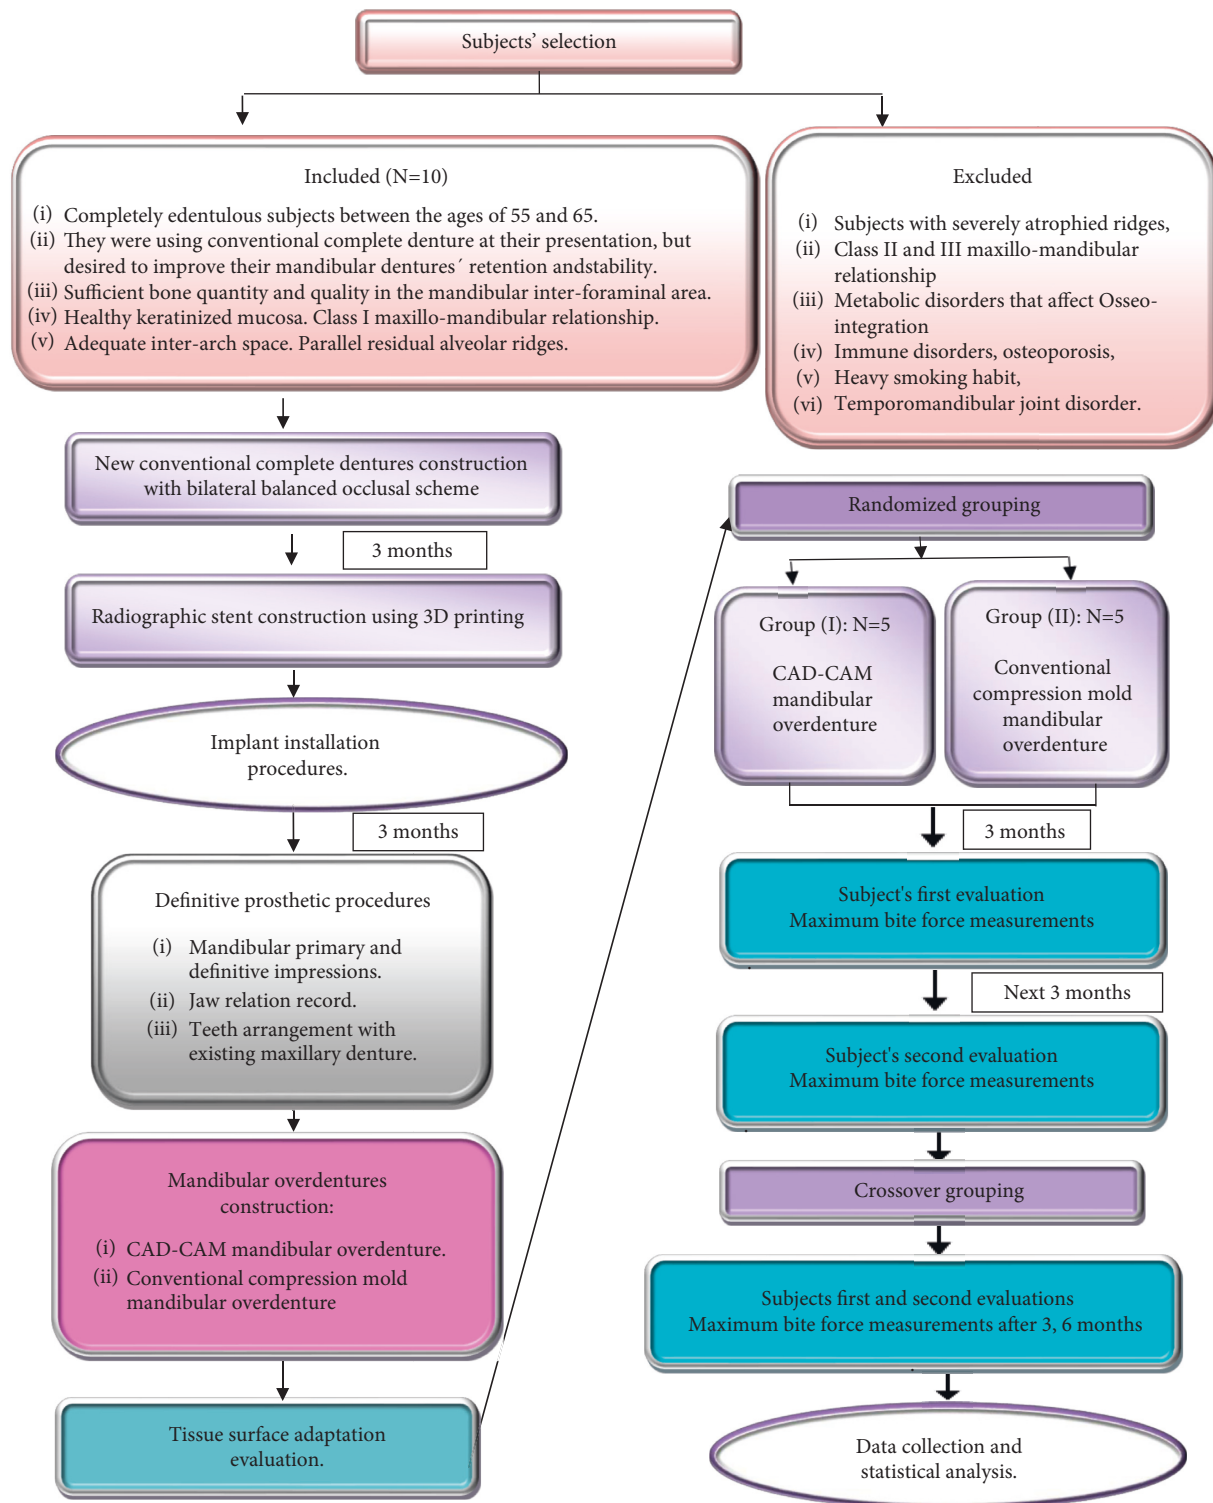 Subjects' selection
Included (N=10)
(i) Completely edentulous subjects between the ages of 55 and 65.
(ii) They were using conventional complete denture at their presentation, but
desired to improve their mandibular dentures´ retention andstability.
(iii) Sufficient bone quantity and quality in the mandibular inter-foraminal area.
(iv) Healthy keratinized mucosa. Class I maxillo-mandibular relationship.
(v) Adequate inter-arch space. Parallel residual alveolar ridges.
Excluded
(i) Subjects with severely atrophied ridges,
(ii) Class II and III maxillo-mandibular
relationship
(iii) Metabolic disorders that affect Osseo-
integration
(iv) Immune disorders, osteoporosis,
(v) Heavy smoking habit,
(vi) Temporomandibular joint disorder.
New conventional complete dentures construction
with bilateral balanced occlusal scheme
3 months
Radiographic stent construction using 3D printing
Implant installation
procedures.
3 months
Definitive prosthetic procedures
(i) Mandibular primary and
definitive impressions.
(ii) Jaw relation record.
(iii) Teeth arrangement with
existing maxillary denture.
Mandibular overdentures
construction:
(i) CAD-CAM mandibular overdenture.
(ii) Conventional compression mold
mandibular overdenture
Tissue surface adaptation
evaluation.
Randomized grouping
Group (I): N=5
CAD-CAM
mandibular
overdenture
Group (II): N=5
Conventional
compression mold
mandibular
overdenture
3 months
Subject's first evaluation
Maximum bite force measurements
Next 3 months
Subject's second evaluation
Maximum bite force measurements
Crossover grouping
Subjects first and second evaluations
Maximum bite force measurements after 3, 6 months
Data collection and
statistical analysis.